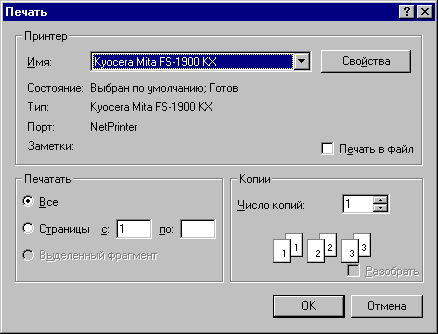 Печать
Принтер
Имя: Kyocera Mita FS-1900 KX Свойства
Состояние: Выбран по умолчанию; Готов
Тип: Kyocera Mita FS-1900 KX
Порт: NetPrinter
Заметки: Печать в файл
Печатать
Все
Страницы с: 1 по:
Выделенный фрагмент
Копии
Число копий: 1
1 1 2 2 3 3
Разобрать
OK Отмена